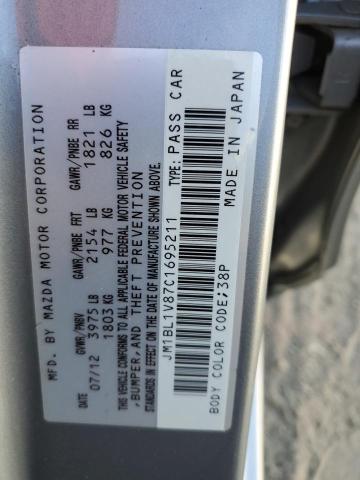 MFD. BY MAZDA MOTOR CORPORATION
GVWR/PNBV GAWR/PNBE FRT GAWR/PNBE RR
07/12 3975 LB 2154 LB 1821 LB
1803 KG 977 KG 826 KG
THIS VEHICLE CONFORMS TO ALL APPLICABLE FEDERAL MOTOR VEHICLE SAFETY
,BUMPER,AND THEFT PREVENTION
STANDARDS IN EFFECT ON THE DATE OF MANUFACTURE SHOWN ABOVE.
JM1BL1V87C1695211 TYPE: PASS CAR
BODY COLOR CODE;38P MADE IN JAPAN